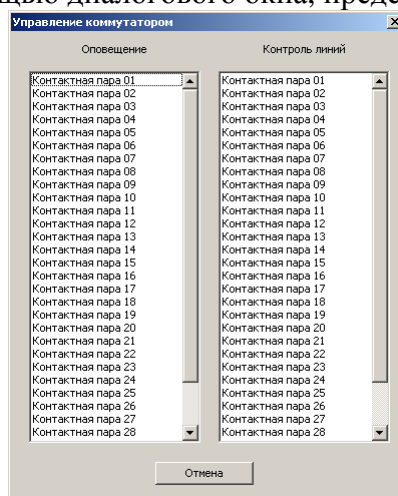 щью диалогового окна, преде
Управление коммутатором
Оповещение
Контактная пара 01
Контактная пара 02
Контактная пара 03
Контактная пара 04
Контактная пара 05
Контактная пара 06
Контактная пара 07
Контактная пара 08
Контактная пара 09
Контактная пара 10
Контактная пара 11
Контактная пара 12
Контактная пара 13
Контактная пара 14
Контактная пара 15
Контактная пара 16
Контактная пара 17
Контактная пара 18
Контактная пара 19
Контактная пара 20
Контактная пара 21
Контактная пара 22
Контактная пара 23
Контактная пара 24
Контактная пара 25
Контактная пара 26
Контактная пара 27
Контактная пара 28
Контроль линий
Контактная пара 01
Контактная пара 02
Контактная пара 03
Контактная пара 04
Контактная пара 05
Контактная пара 06
Контактная пара 07
Контактная пара 08
Контактная пара 09
Контактная пара 10
Контактная пара 11
Контактная пара 12
Контактная пара 13
Контактная пара 14
Контактная пара 15
Контактная пара 16
Контактная пара 17
Контактная пара 18
Контактная пара 19
Контактная пара 20
Контактная пара 21
Контактная пара 22
Контактная пара 23
Контактная пара 24
Контактная пара 25
Контактная пара 26
Контактная пара 27
Контактная пара 28
Отмена